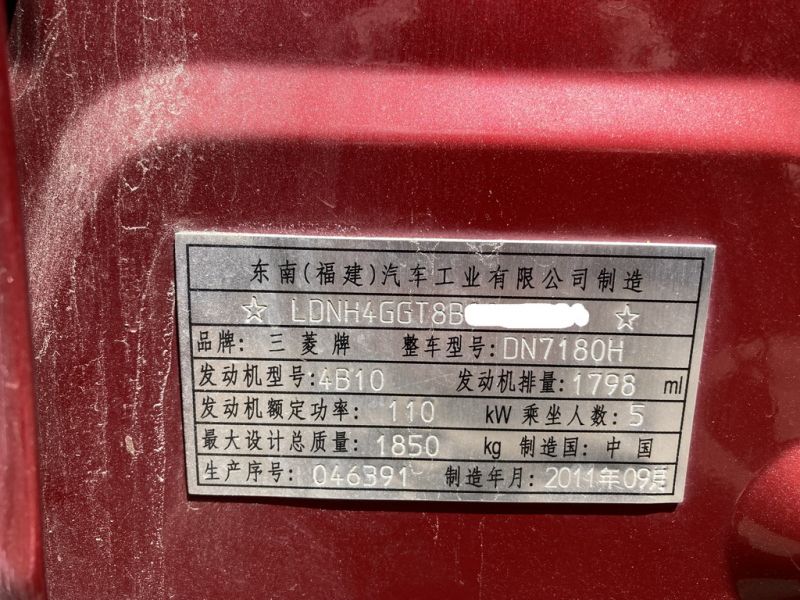 东南(福建)汽车工业有限公司制造
☆ LDNH4GGT8B ☆
品牌: 三菱牌 整车型号: DN7180H
发动机型号: 4B10 发动机排量: 1798 ml
发动机额定功率: 110 kW 乘坐人数: 5
最大设计总质量: 1850 kg 制造国: 中国
生产序号: 046391 制造年月: 2011年09月